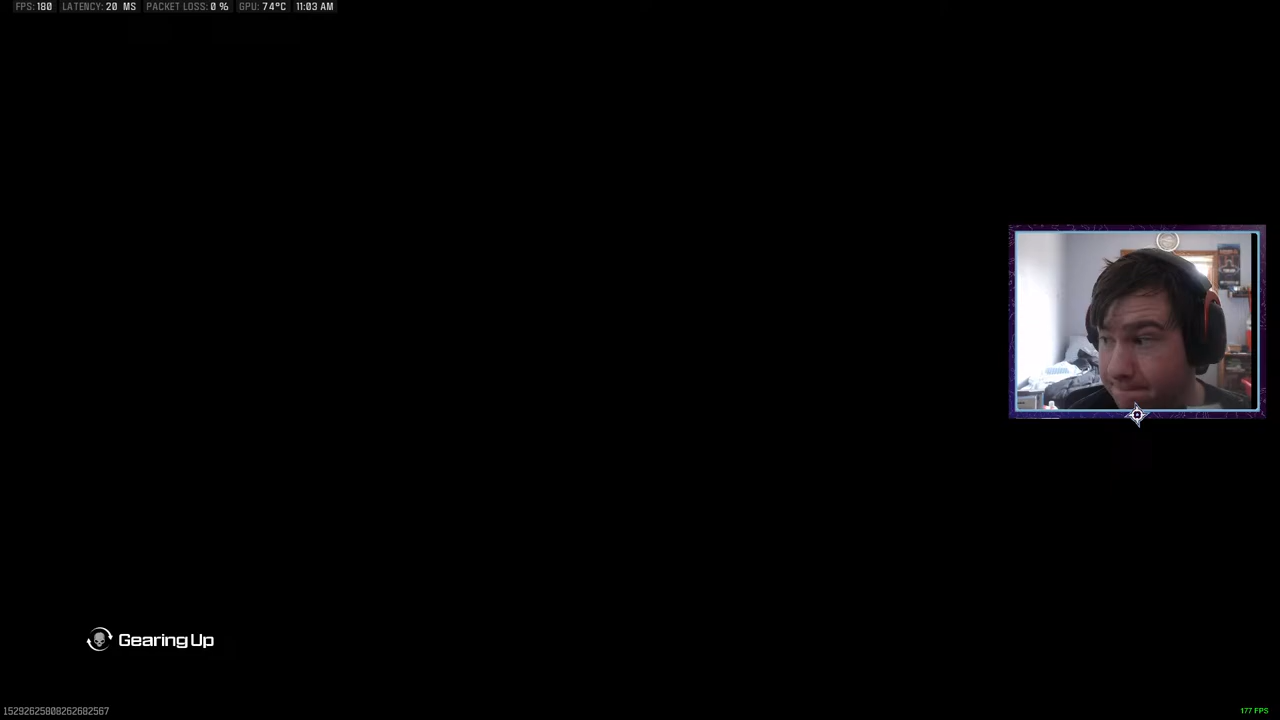 FPS: 180 LATENCY: 20 MS PACKET LOSS: 0 % GPU: 74°C 11:03 AM
Gearing Up
15292625808262682567
177 FPS